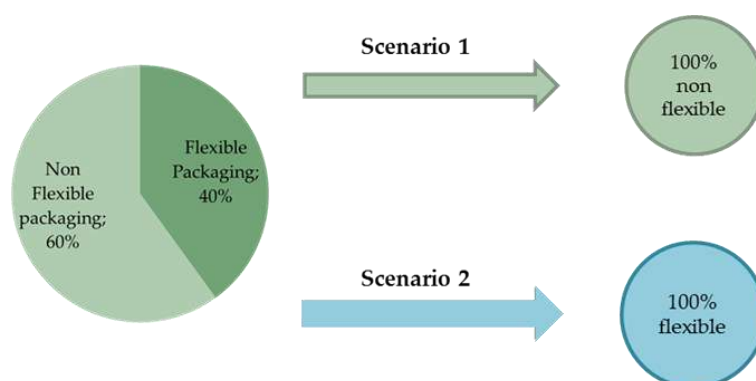 Non
Flexible
packaging;
60%
Flexible
Packaging;
40%
Scenario 1
100%
non
flexible
Scenario 2
100%
flexible